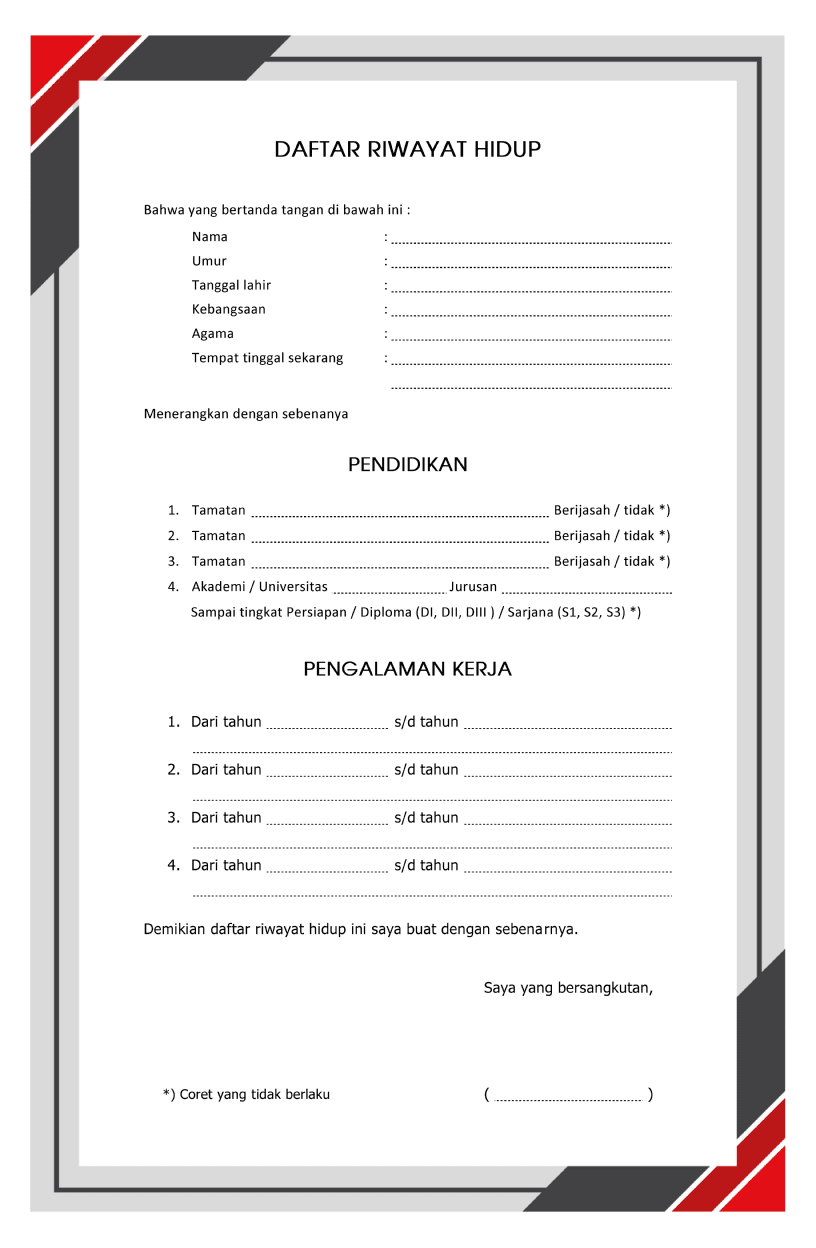 DAFTAR RIWAYAT HIDUP
Bahwa yang bertanda tangan di bawah ini :
Nama :
Umur :
Tanggal lahir :
Kebangsaan :
Agama :
Tempat tinggal sekarang :
Menerangkan dengan sebenanya
PENDIDIKAN
1. Tamatan Berijasah / tidak *)
2. Tamatan Berijasah / tidak *)
3. Tamatan Berijasah / tidak *)
4. Akademi / Universitas Jurusan
Sampai tingkat Persiapan / Diploma (DI, DII, DIII ) / Sarjana (S1, S2, S3) *)
PENGALAMAN KERJA
1. Dari tahun s/d tahun
2. Dari tahun s/d tahun
3. Dari tahun s/d tahun
4. Dari tahun s/d tahun
Demikian daftar riwayat hidup ini saya buat dengan sebenarnya.
Saya yang bersangkutan,
*) Coret yang tidak berlaku ( )